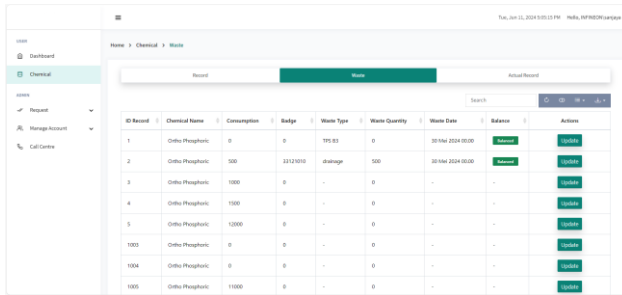 Tue, Jun 11, 2024 5:00:15 PM Hello, INFINEON\sanjaya
USER
Dashboard
Chemical
ADMIN
Request
Manage Account
Call Centre
Home > Chemical > Waste
Record Waste Actual Record
Search
ID Record Chemical Name Consumption Badge Waste Type Waste Quantity Waste Date Balance Actions
1 Ortho Phosphoric 0 0 TPS B3 0 30 Mei 2024 00.00 Balanced Update
2 Ortho Phosphoric 500 33121010 drainage 500 30 Mei 2024 00.00 Balanced Update
3 Ortho Phosphoric 1000 0 - 0 - - Update
4 Ortho Phosphoric 1500 0 - 0 - - Update
5 Ortho Phosphoric 12000 0 - 0 - - Update
1003 Ortho Phosphoric 0 0 - 0 - - Update
1004 Ortho Phosphoric 0 0 - 0 - - Update
1005 Ortho Phosphoric 11000 0 - 0 - - Update